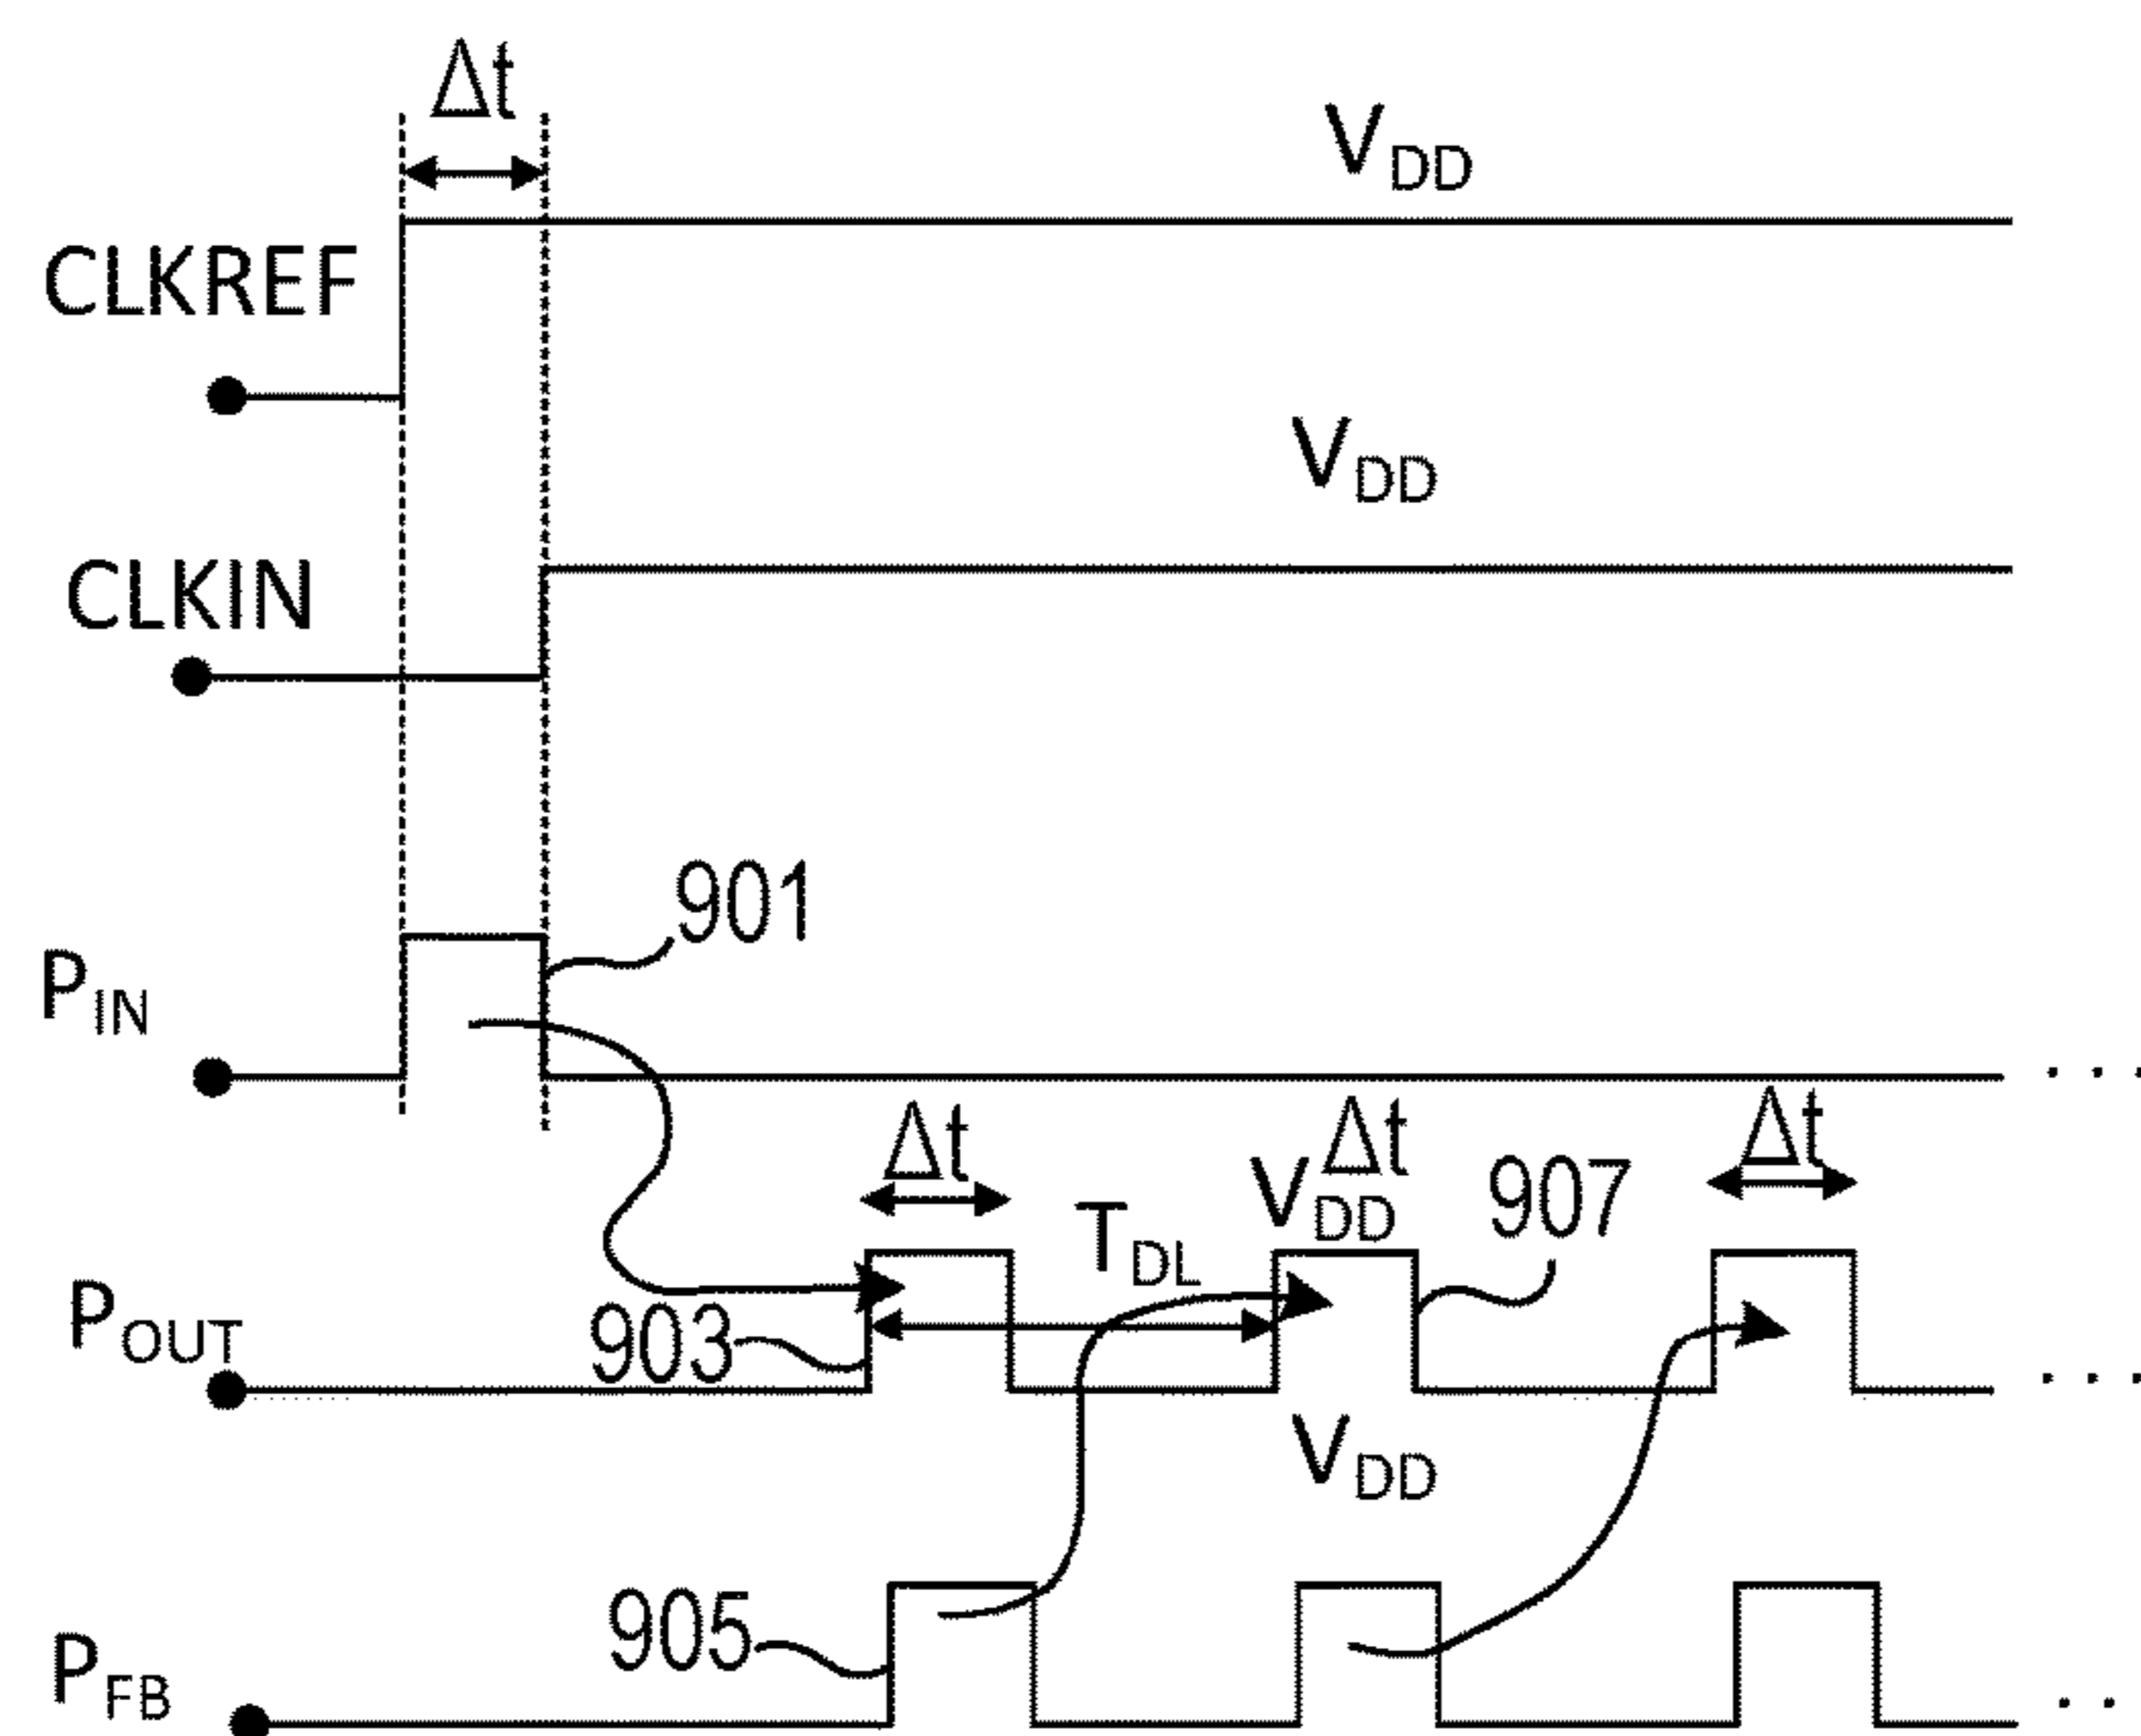 Δt
VDD
CLKREF
VDD
CLKIN
901
PIN
. . .
Δt
VDD
Δt
907
Δt
TDL
POUT
903
. . .
VDD
905
PFB
. .